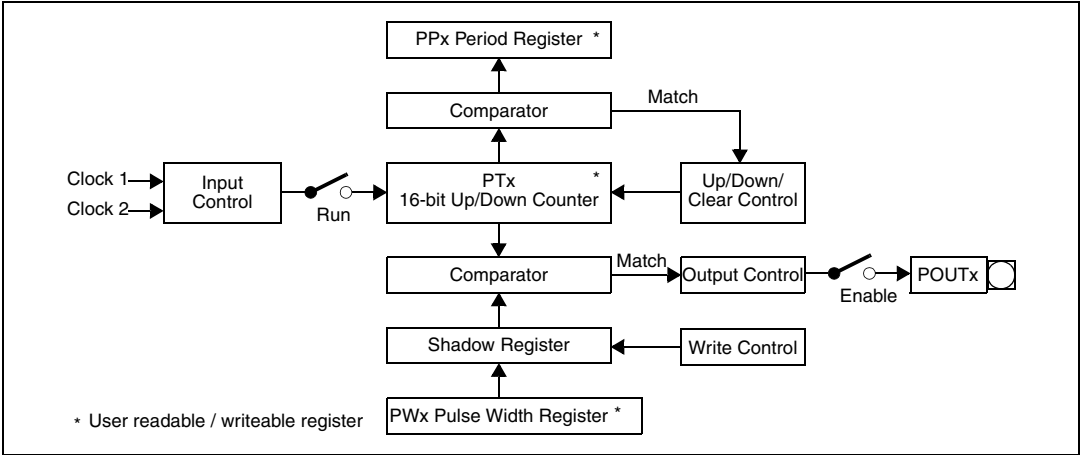 PPx Period Register *
Comparator
Match
Clock 1
Clock 2
Input
Control
Run
PTx *
16-bit Up/Down Counter
Up/Down/
Clear Control
Comparator
Match
Output Control
Enable
POUTx
Shadow Register
Write Control
PWx Pulse Width Register *
* User readable / writeable register